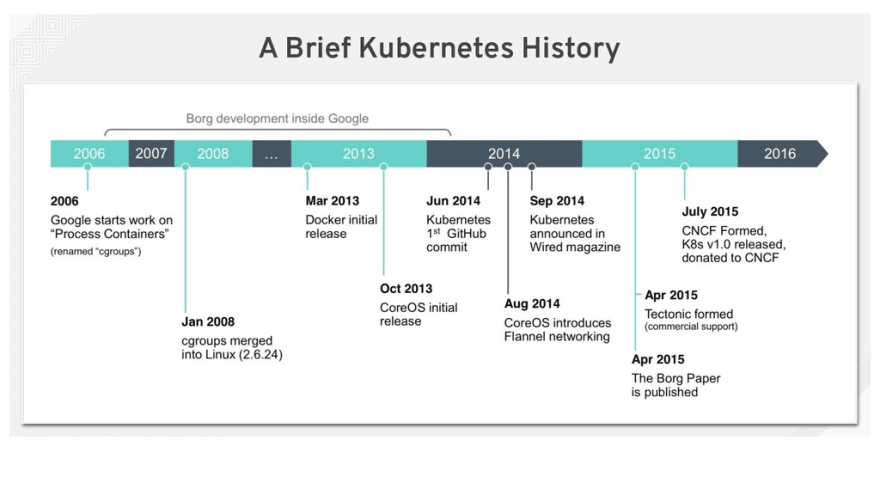 A Brief Kubernetes History
Borg development inside Google
2006
2007
2008
...
2013
2014
2015
2016
2006
Google starts work on
“Process Containers”
(renamed “cgroups”)
Jan 2008
cgroups merged
into Linux (2.6.24)
Mar 2013
Docker initial
release
Oct 2013
CoreOS initial
release
Jun 2014
Kubernetes
1st GitHub
commit
Aug 2014
CoreOS introduces
Flannel networking
Sep 2014
Kubernetes
announced in
Wired magazine
Apr 2015
Tectonic formed
(commercial support)
Apr 2015
The Borg Paper
is published
July 2015
CNCF Formed,
K8s v1.0 released,
donated to CNCF